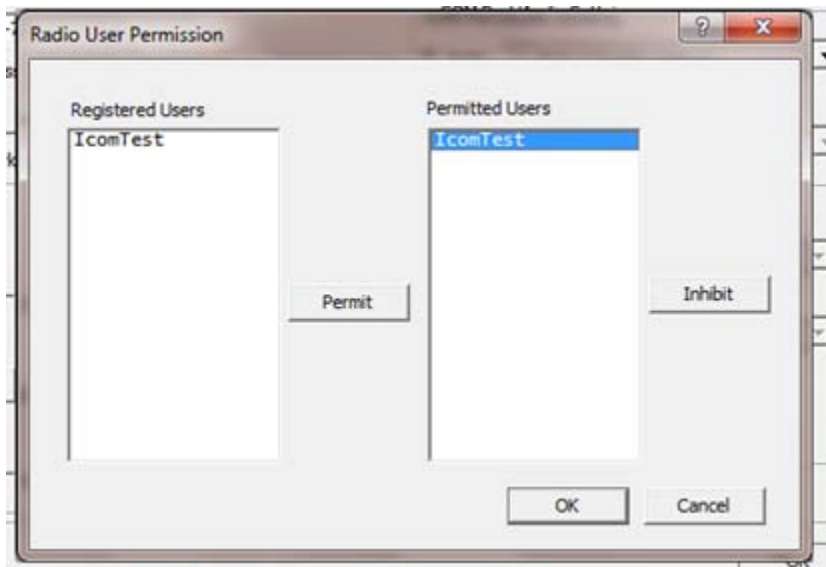 Radio User Permission
Registered Users
Permitted Users
IcomTest
IcomTest
Permit
Inhibit
OK
Cancel